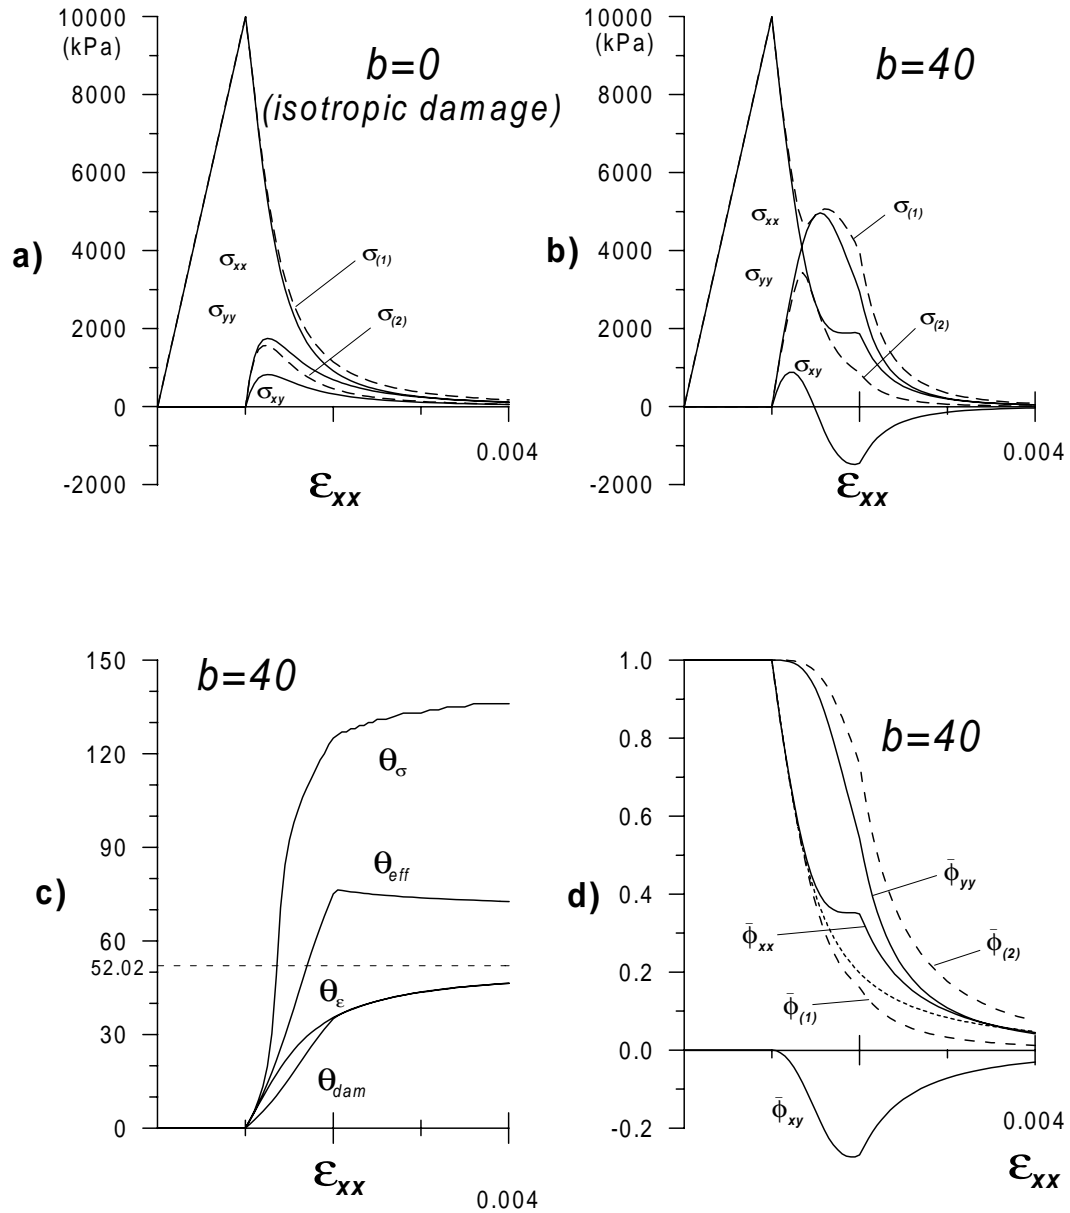 a)
10000
(kPa)
8000
6000
4000
2000
0
-2000
b=0
(isotropic damage)
σxx
σyy
σxy
σ(1)
σ(2)
0.004
εxx
b)
10000
(kPa)
8000
6000
4000
2000
0
-2000
b=40
σxx
σyy
σxy
σ(1)
σ(2)
0.004
εxx
c)
150
120
90
60
52.02
30
0
b=40
θσ
θeff
θε
θdam
εxx
0.004
d)
1.0
0.8
0.6
0.4
0.2
0.0
-0.2
b=40
ϕ̄yy
ϕ̄xx
ϕ̄(2)
ϕ̄(1)
ϕ̄xy
0.004
εxx